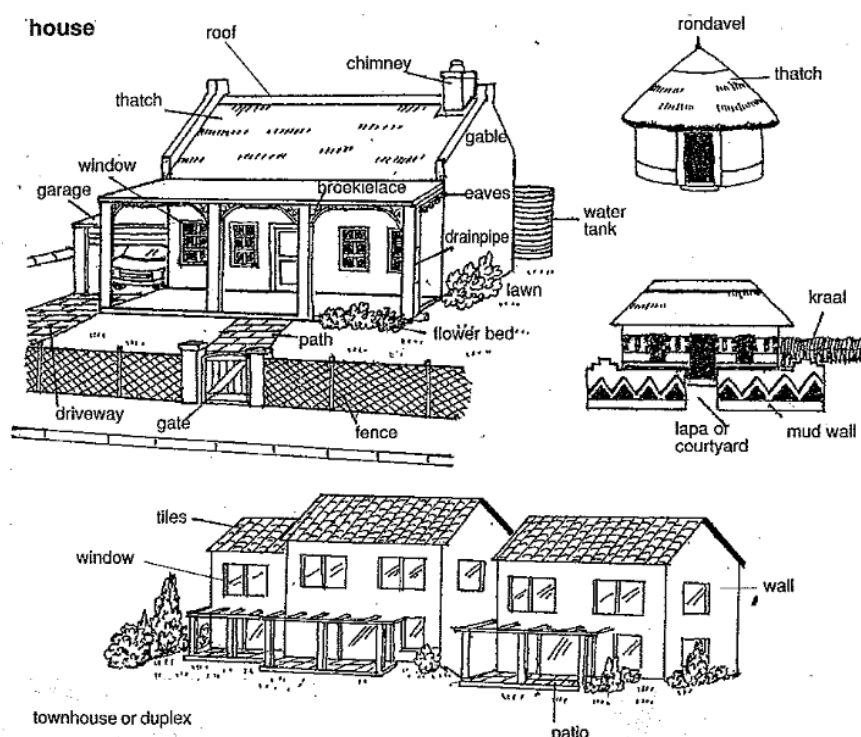 house
roof
chimney
thatch
gable
window
garage
broekielace
eaves
water
tank
drainpipe
lawn
path
flower bed
driveway
gate
fence
rondavel
thatch
kraal
lapa or
courtyard
mud wall
tiles
window
wall
townhouse or duplex
patio